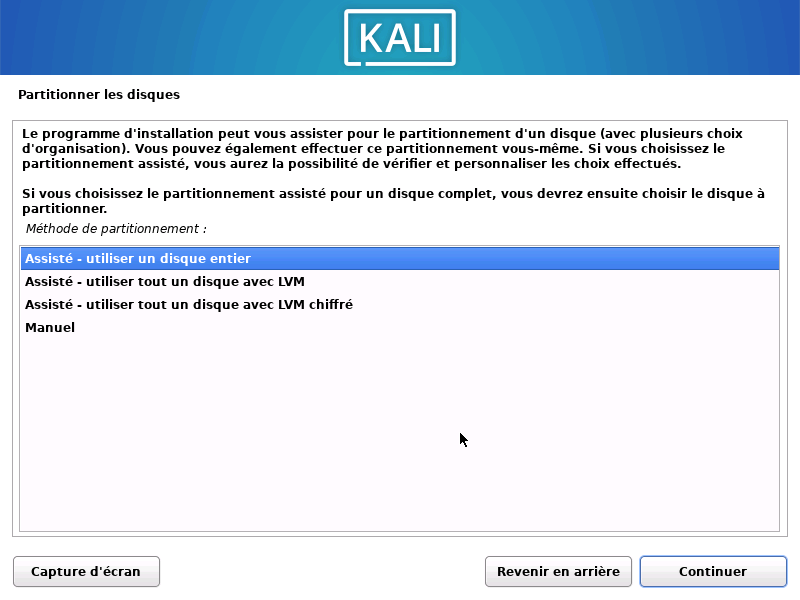 KALI
Partitionner les disques
Le programme d'installation peut vous assister pour le partitionnement d'un disque (avec plusieurs choix
d'organisation). Vous pouvez également effectuer ce partitionnement vous-même. Si vous choisissez le
partitionnement assisté, vous aurez la possibilité de vérifier et personnaliser les choix effectués.
Si vous choisissez le partitionnement assisté pour un disque complet, vous devrez ensuite choisir le disque à
partitionner.
Méthode de partitionnement :
Assisté - utiliser un disque entier
Assisté - utiliser tout un disque avec LVM
Assisté - utiliser tout un disque avec LVM chiffré
Manuel
Capture d'écran
Revenir en arrière
Continuer